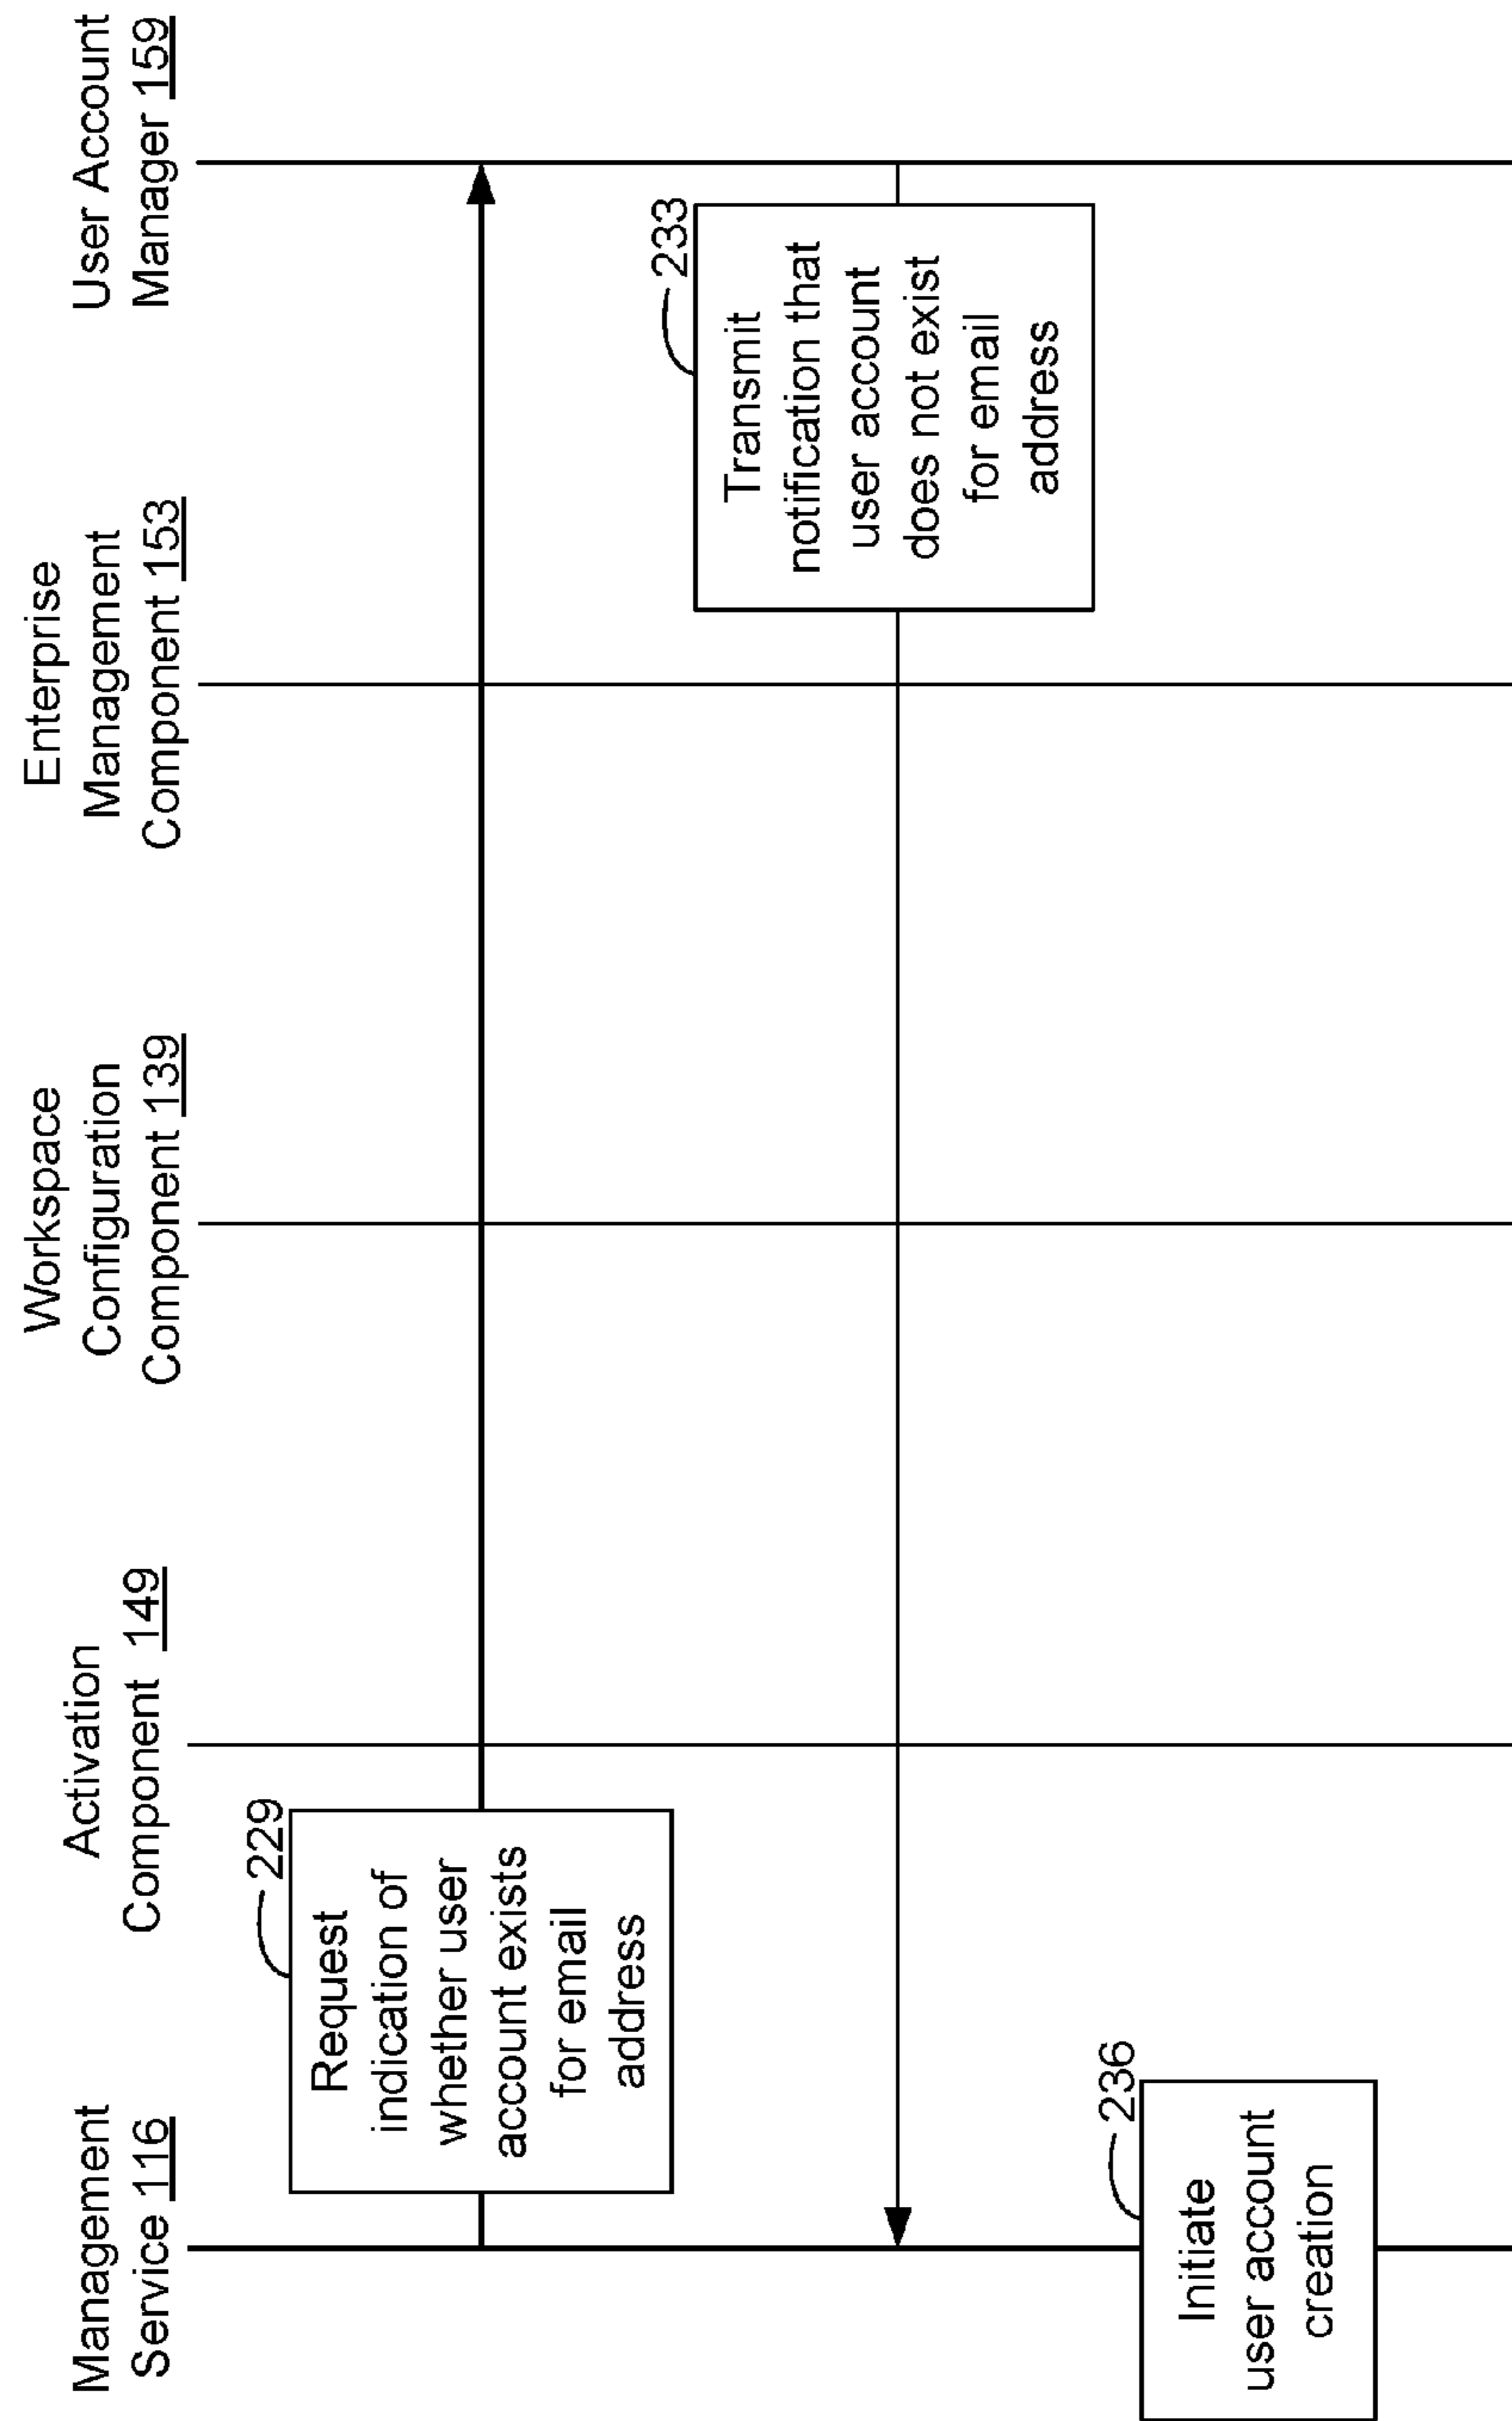 Management
Service 116
Activation
Component 149
Workspace
Configuration
Component 139
Enterprise
Management
Component 153
User Account
Manager 159
229
Request
indication of
whether user
account exists
for email
address
233
Transmit
notification that
user account
does not exist
for email
address
236
Initiate
user account
creation